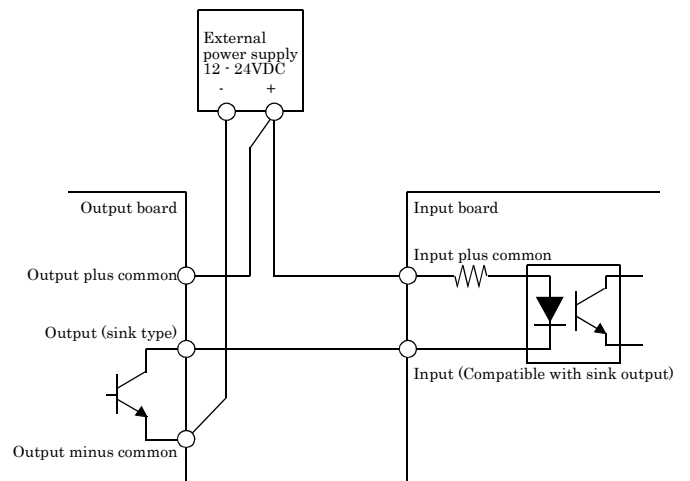 External
power supply
12 - 24VDC
- +
Output board
Input board
Input plus common
Output plus common
Output (sink type)
Input (Compatible with sink output)
Output minus common